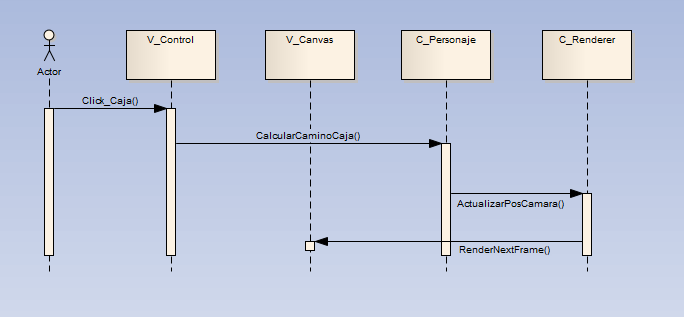 V_Control
V_Canvas
C_Personaje
C_Renderer
Actor
Click_Caja()
CalcularCaminoCaja()
ActualizarPosCamara()
RenderNextFrame()